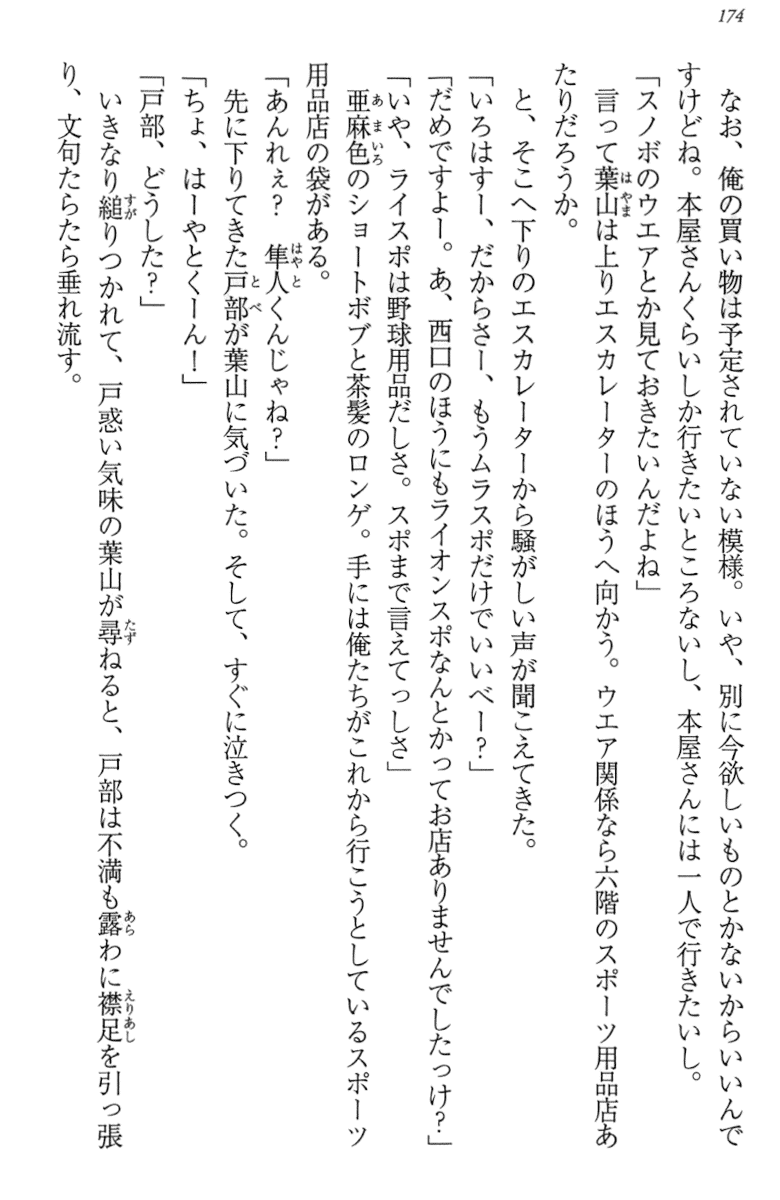 174
なお、俺の買い物は予定されていない模様。いや、別に今欲しいものとかないからいいんで
すけどね。本屋さんくらいしか行きたいところないし、本屋さんには一人で行きたいし。
「スノボのウエアとか見ておきたいんだよね」
言って葉山は上りエスカレーターのほうへ向かう。ウエア関係なら六階のスポーツ用品店あ
たりだろうか。
と、そこへ下りのエスカレーターから騒がしい声が聞こえてきた。
「いろはすー、だからさー、もうムラスポだけでいいべー？」
「だめですよー。あ、西口のほうにもライオンスポなんとかってお店ありませんでしたっけ？」
「いや、ライスポは野球用品だしさ。スポまで言えてっしさ」
亜麻色のショートボブと茶髪のロンゲ。手には俺たちがこれから行こうとしているスポーツ
用品店の袋がある。
「あんれぇ？　隼人くんじゃね？」
先に下りてきた戸部が葉山に気づいた。そして、すぐに泣きつく。
「ちょ、はーやとくーん！」
「戸部、どうした？」
いきなり縋りつかれて、戸惑い気味の葉山が尋ねると、戸部は不満も露わに襟足を引っ張
り、文句たらたら垂れ流す。